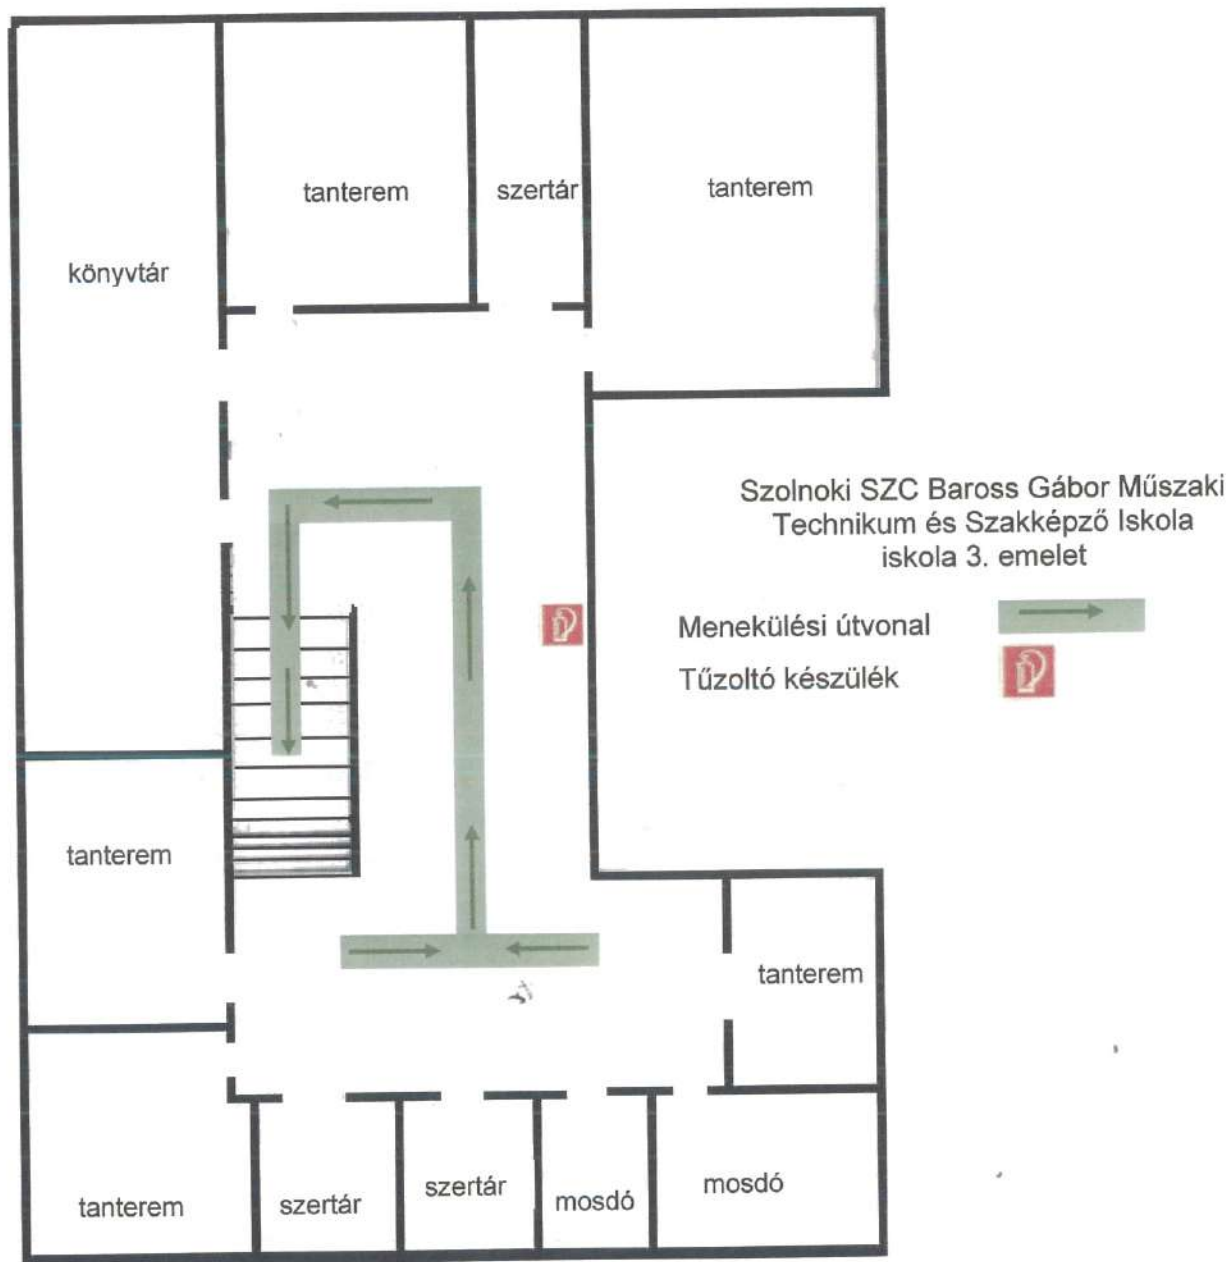 tanterem
szertár
tanterem
könyvtár
Szolnoki SZC Baross Gábor Műszaki
Technikum és Szakképző Iskola
iskola 3. emelet
Menekülési útvonal
Tűzoltó készülék
tanterem
tanterem
tanterem
szertár
szertár
mosdó
mosdó